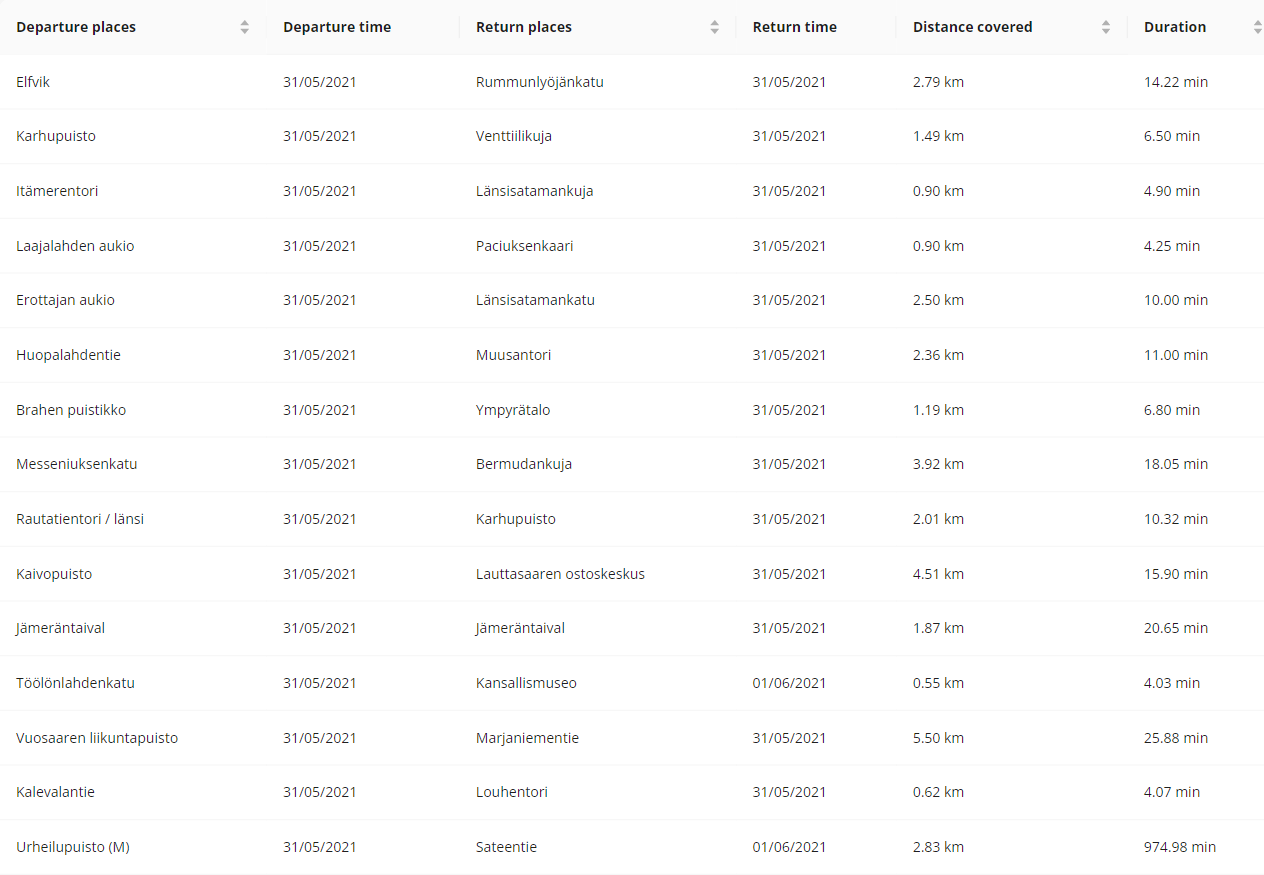 Departure places Departure time Return places Return time Distance covered Duration
Elfvik 31/05/2021 Rummunlyöjänkatu 31/05/2021 2.79 km 14.22 min
Karhupuisto 31/05/2021 Venttiilikuja 31/05/2021 1.49 km 6.50 min
Itämerentori 31/05/2021 Länsisatamankuja 31/05/2021 0.90 km 4.90 min
Laajalahden aukio 31/05/2021 Paciuksenkaari 31/05/2021 0.90 km 4.25 min
Erottajan aukio 31/05/2021 Länsisatamankatu 31/05/2021 2.50 km 10.00 min
Huopalahdentie 31/05/2021 Muusantori 31/05/2021 2.36 km 11.00 min
Brahen puistikko 31/05/2021 Ympyrätalo 31/05/2021 1.19 km 6.80 min
Messeniuksenkatu 31/05/2021 Bermudankuja 31/05/2021 3.92 km 18.05 min
Rautatientori / länsi 31/05/2021 Karhupuisto 31/05/2021 2.01 km 10.32 min
Kaivopuisto 31/05/2021 Lauttasaaren ostoskeskus 31/05/2021 4.51 km 15.90 min
Jämeräntaival 31/05/2021 Jämeräntaival 31/05/2021 1.87 km 20.65 min
Töölönlahdenkatu 31/05/2021 Kansallismuseo 01/06/2021 0.55 km 4.03 min
Vuosaaren liikuntapuisto 31/05/2021 Marjaniementie 31/05/2021 5.50 km 25.88 min
Kalevalantie 31/05/2021 Louhentori 31/05/2021 0.62 km 4.07 min
Urheilupuisto (M) 31/05/2021 Sateentie 01/06/2021 2.83 km 974.98 min